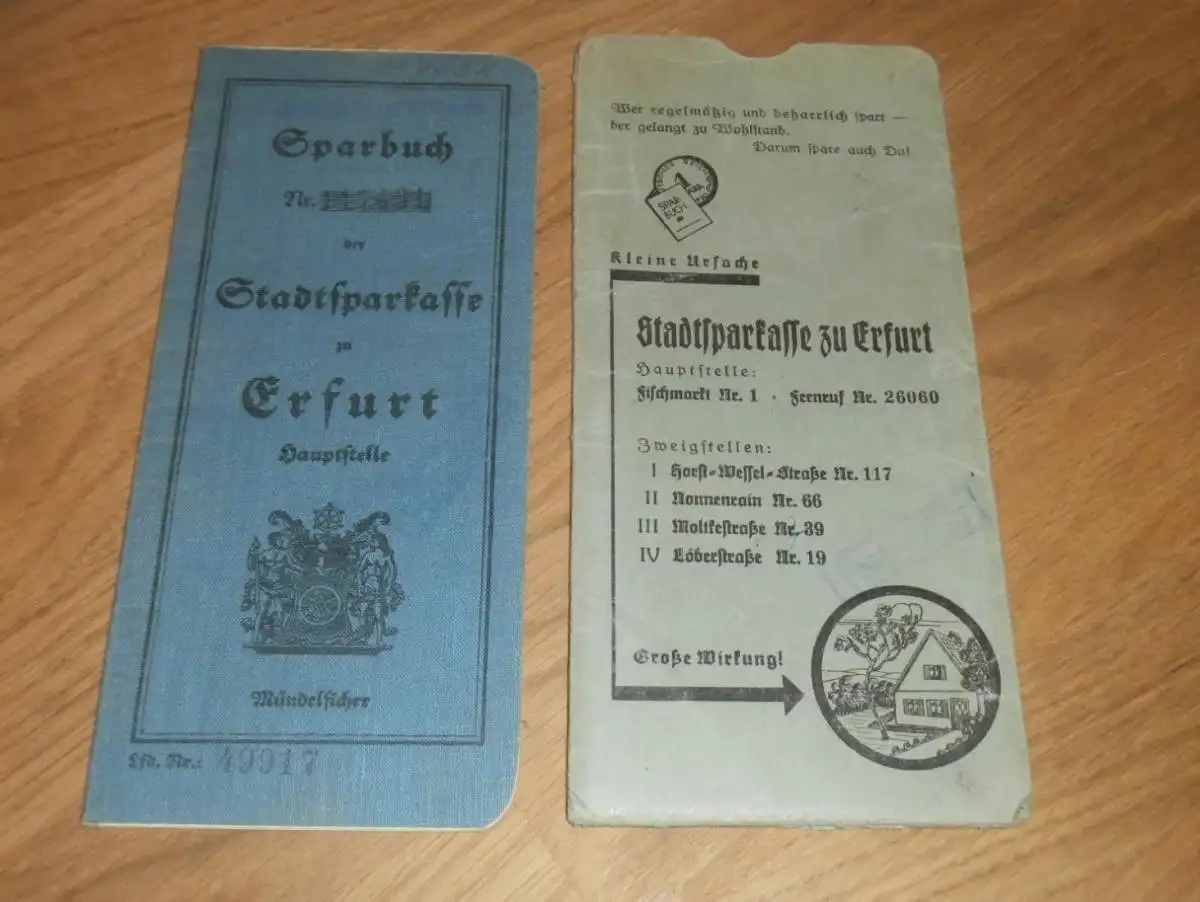 Sparbuch
Nr.
der
Stadtsparkasse
zu
Erfurt
Hauptstelle
Mündelsicher
Lfd. Nr.: 49917
Wer regelmäßig und beharrlich spart —
der gelangt zu Wohlstand.
Darum spare auch Du!
SPAR
BUCH
Kleine Ursache
Stadtsparkasse zu Erfurt
Hauptstelle:
Fischmarkt Nr. 1 · Fernruf Nr. 26060
Zweigstellen:
I Horst-Wessel-Straße Nr. 117
II Nonnenrain Nr. 66
III Moltkestraße Nr. 39
IV Löberstraße Nr. 19
Große Wirkung!